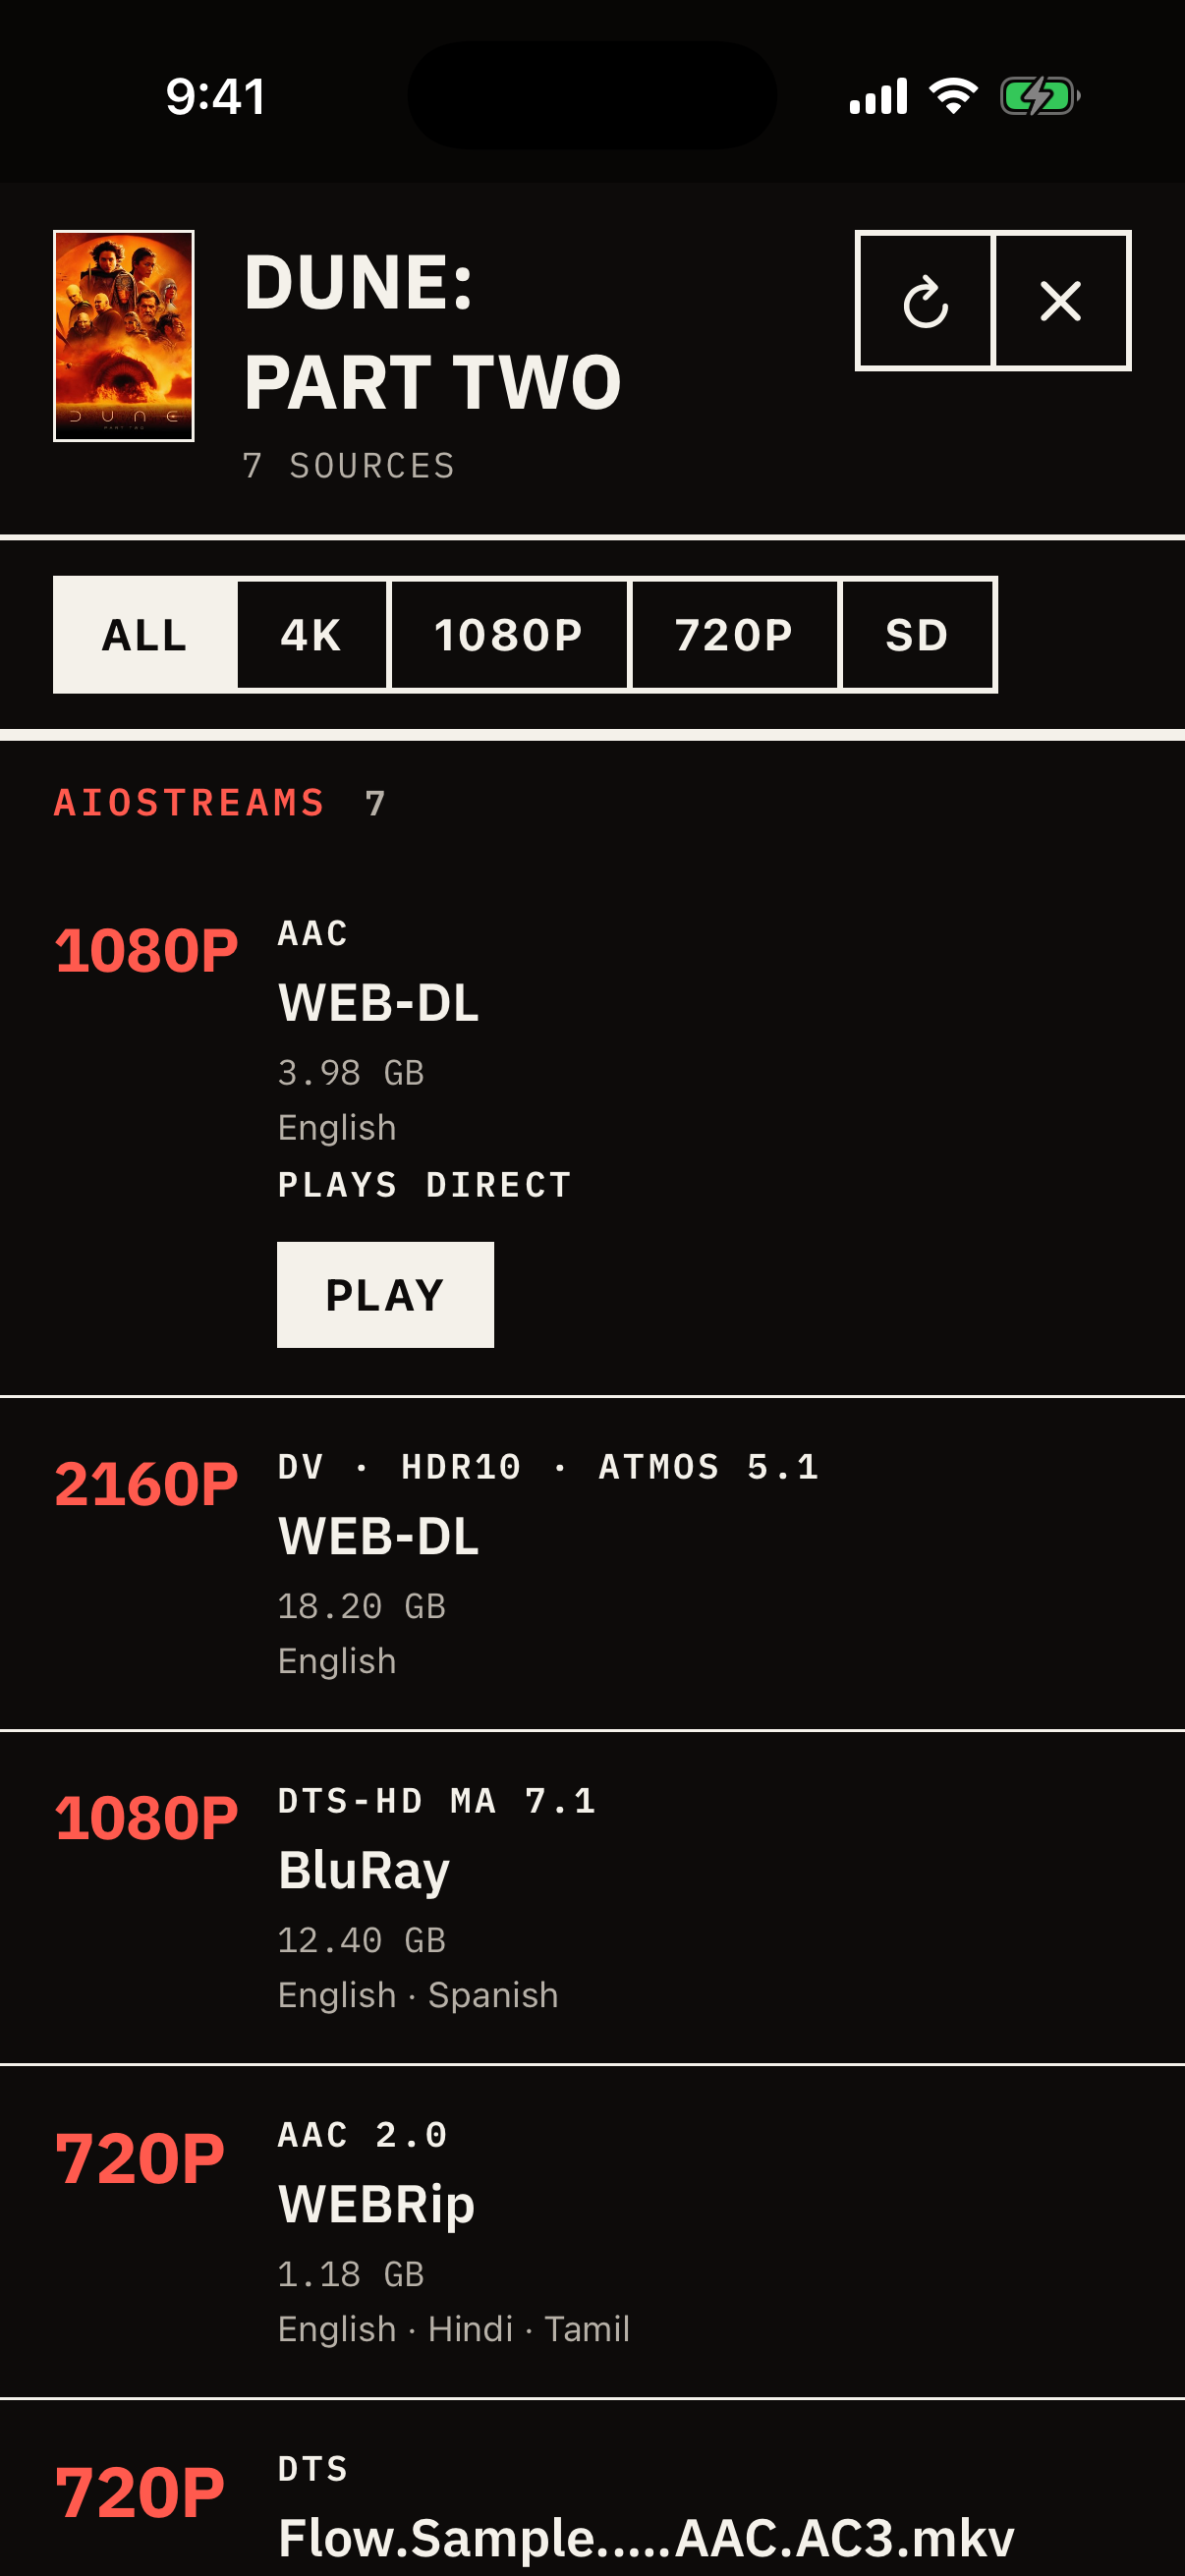 9:41
DUNE
PART TWO
DUNE:
PART TWO
7 SOURCES
ALL 4K 1080P 720P SD
AIOSTREAMS 7
1080P
AAC
WEB-DL
3.98 GB
English
PLAYS DIRECT
PLAY
2160P
DV · HDR10 · ATMOS 5.1
WEB-DL
18.20 GB
English
1080P
DTS-HD MA 7.1
BluRay
12.40 GB
English · Spanish
720P
AAC 2.0
WEBRip
1.18 GB
English · Hindi · Tamil
720P
DTS
Flow.Sample.....AAC.AC3.mkv